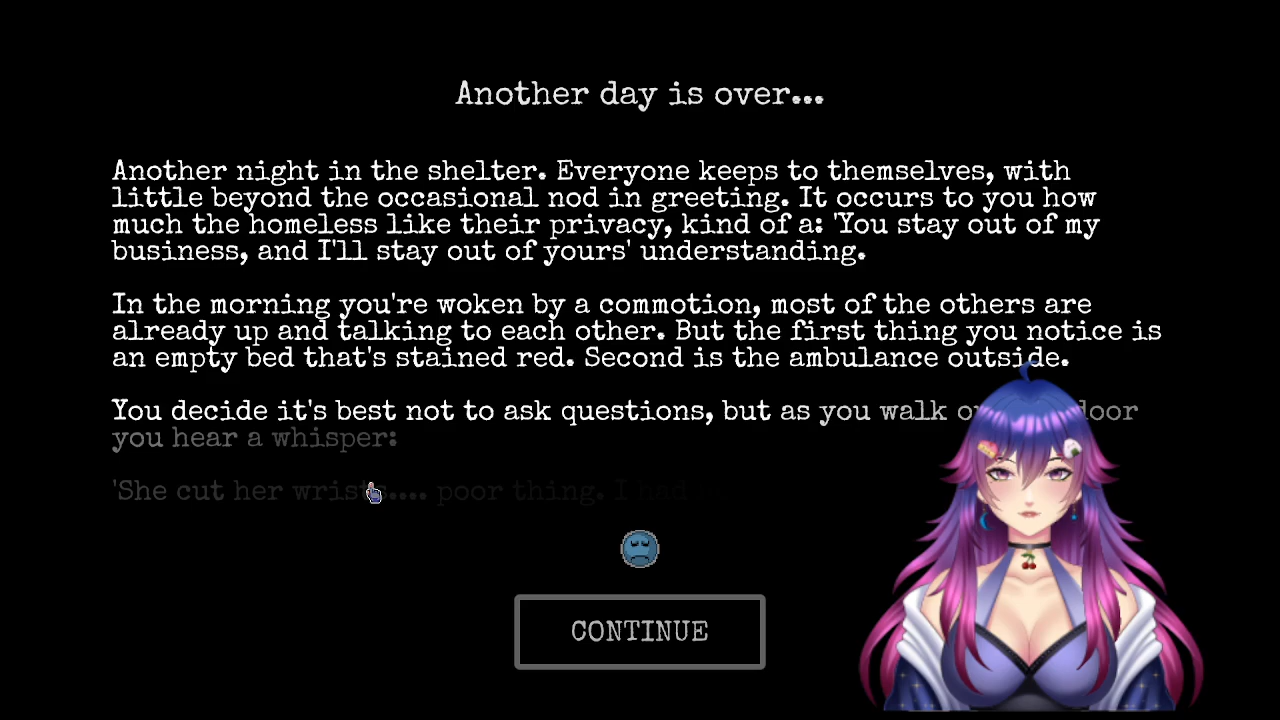 Another day is over...
Another night in the shelter. Everyone keeps to themselves, with
little beyond the occasional nod in greeting. It occurs to you how
much the homeless like their privacy, kind of a: 'You stay out of my
business, and I'll stay out of yours' understanding.
In the morning you're woken by a commotion, most of the others are
already up and talking to each other. But the first thing you notice is
an empty bed that's stained red. Second is the ambulance outside.
You decide it's best not to ask questions, but as you walk door
you hear a whisper:
'She cut her wrists.... poor thing. I had
CONTINUE